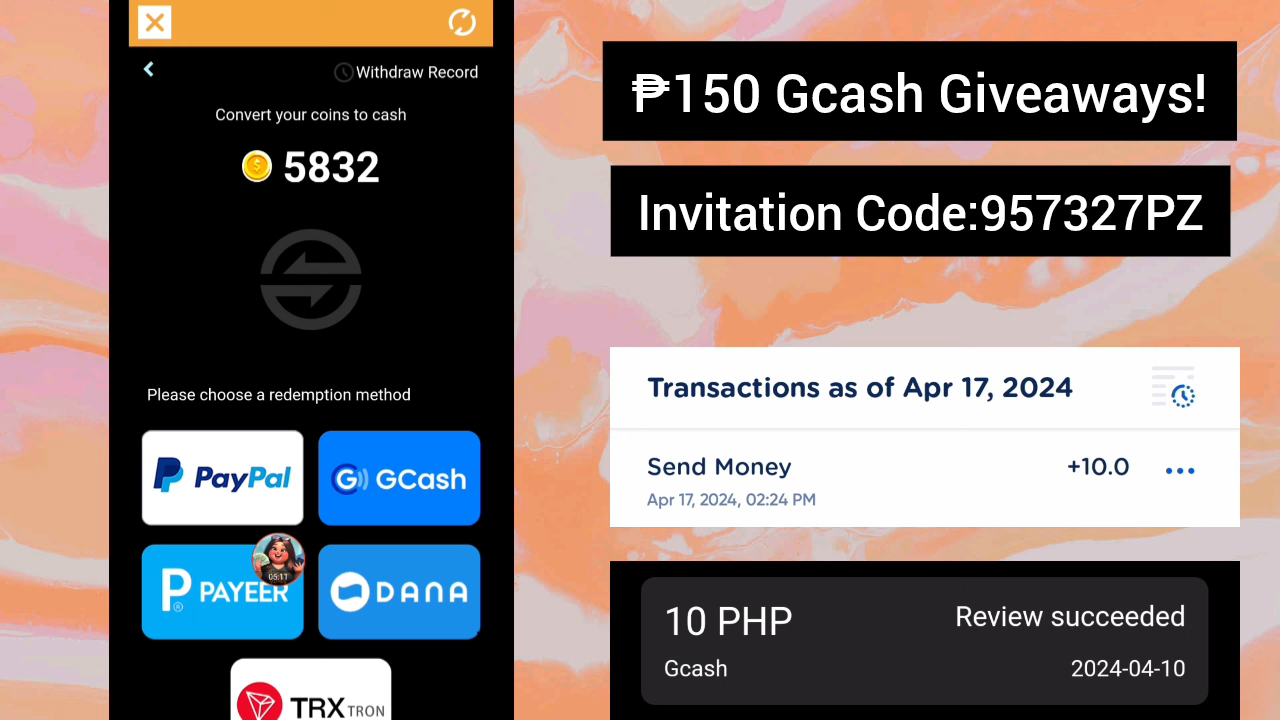 Withdraw Record
Convert your coins to cash
5832
Please choose a redemption method
PayPal
GCash
PAYEER
DANA
TRX TRON
05:11
₱150 Gcash Giveaways!
Invitation Code:957327PZ
Transactions as of Apr 17, 2024
Send Money +10.0
Apr 17, 2024, 02:24 PM
10 PHP Review succeeded
Gcash 2024-04-10